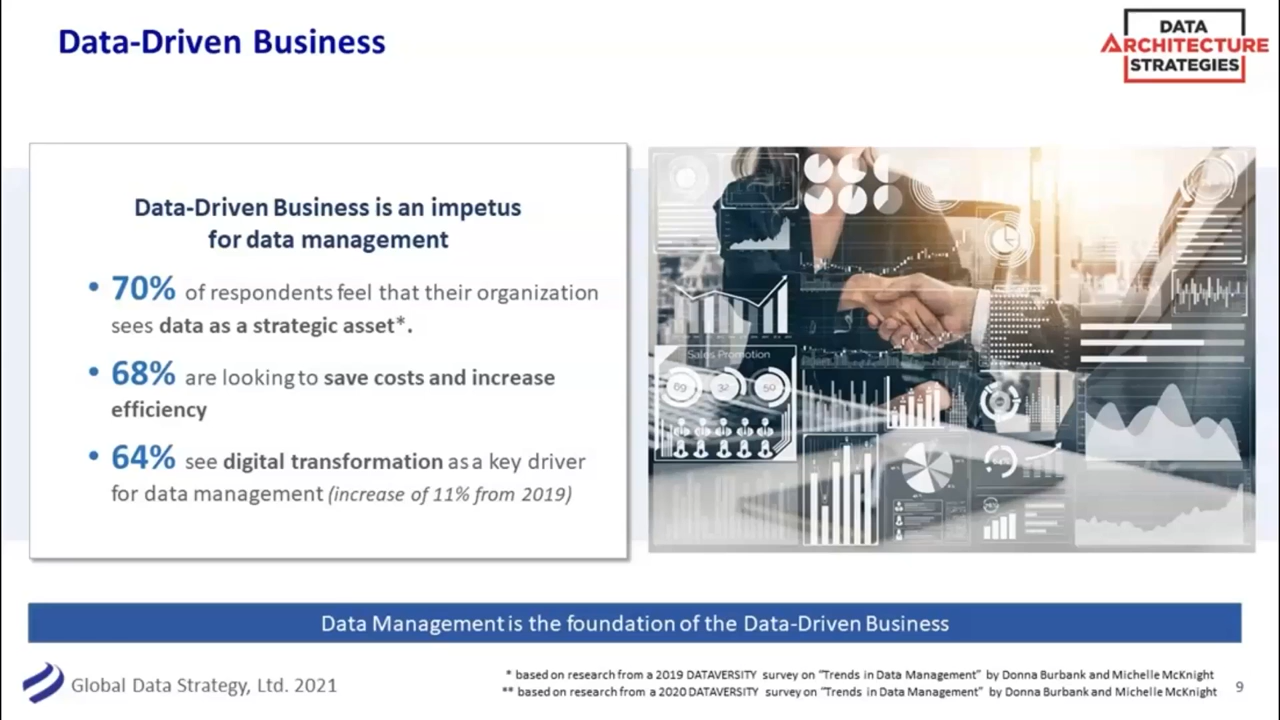 Data-Driven Business
DATA
ARCHITECTURE
STRATEGIES
Data-Driven Business is an impetus
for data management
• 70% of respondents feel that their organization
sees data as a strategic asset*.
• 68% are looking to save costs and increase
efficiency
• 64% see digital transformation as a key driver
for data management (increase of 11% from 2019)
Sales Promotion
69 32 50
Data Management is the foundation of the Data-Driven Business
Global Data Strategy, Ltd. 2021
* based on research from a 2019 DATAVERSITY survey on "Trends in Data Management" by Donna Burbank and Michelle McKnight
** based on research from a 2020 DATAVERSITY survey on "Trends in Data Management" by Donna Burbank and Michelle McKnight
9